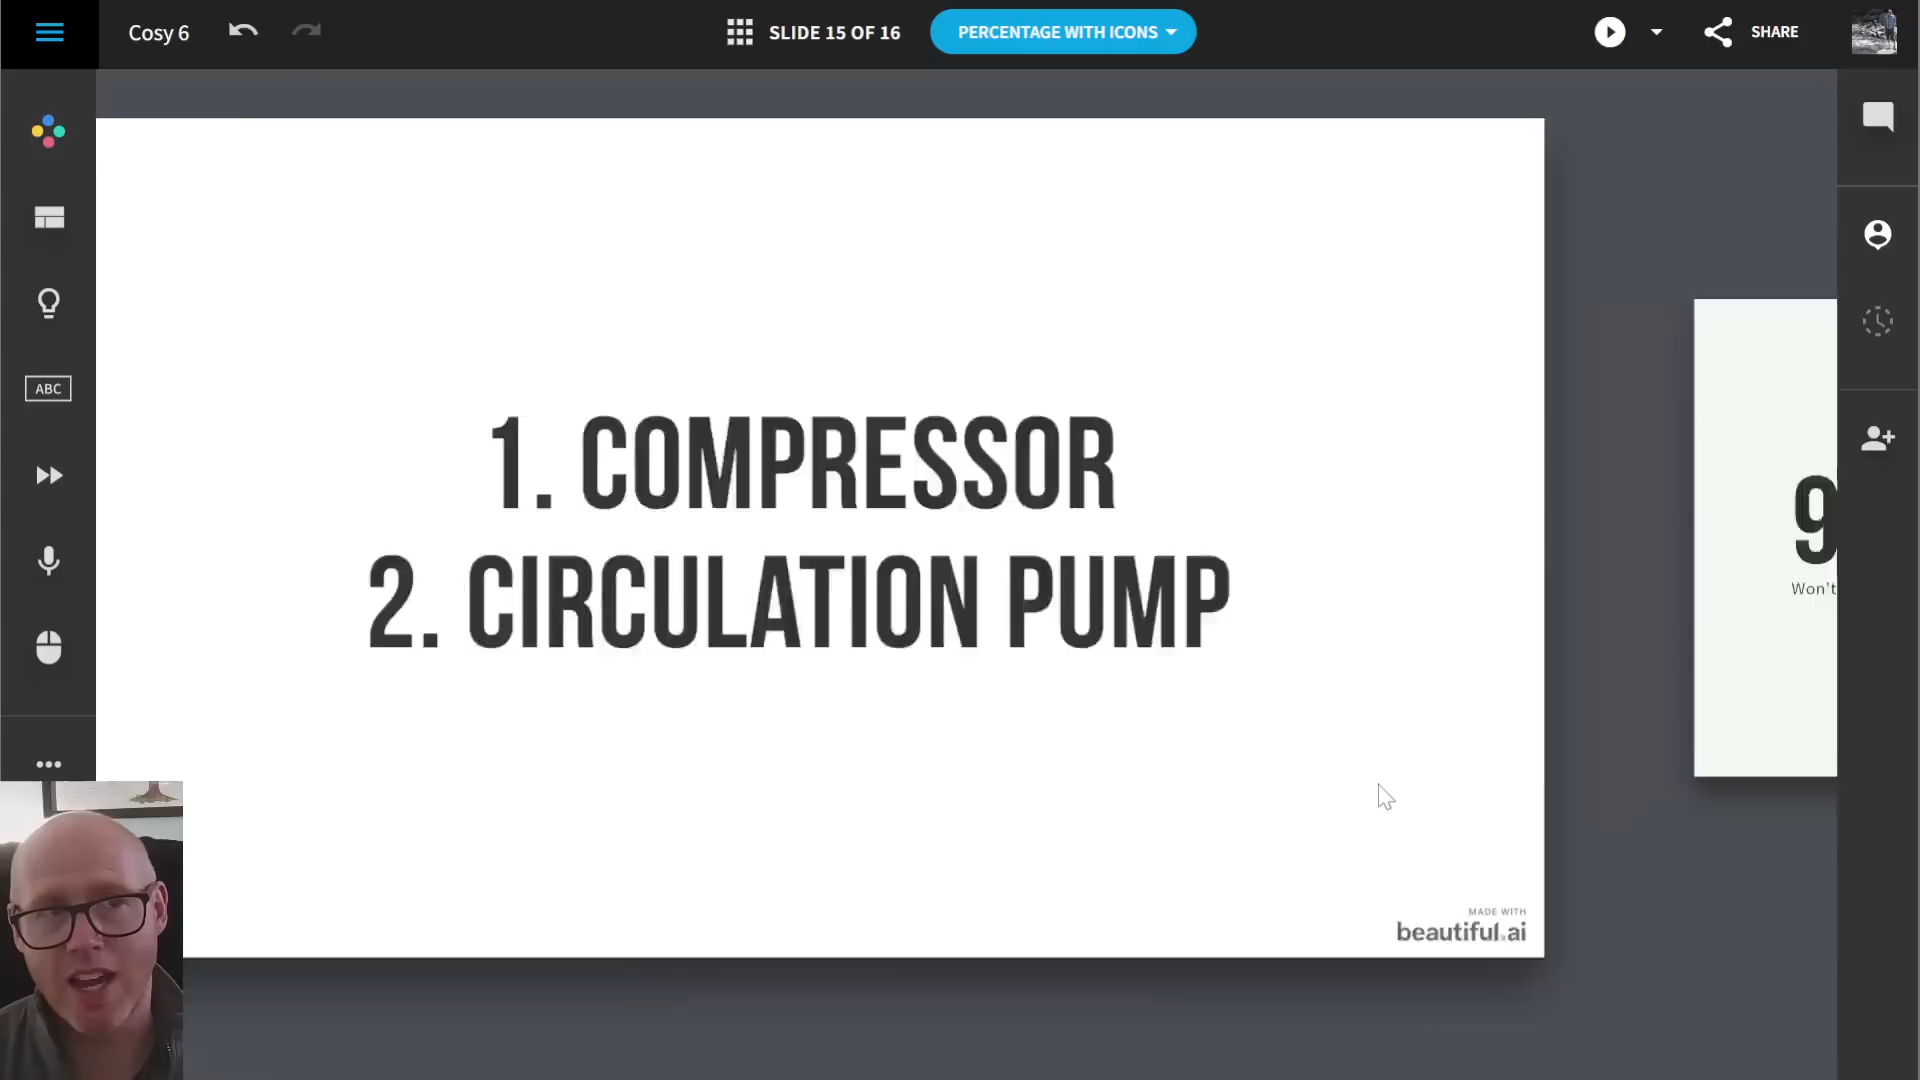 Cosy 6
SLIDE 15 OF 16
PERCENTAGE WITH ICONS
SHARE
ABC
1. COMPRESSOR
2. CIRCULATION PUMP
9
Won't
MADE WITH
beautiful.ai